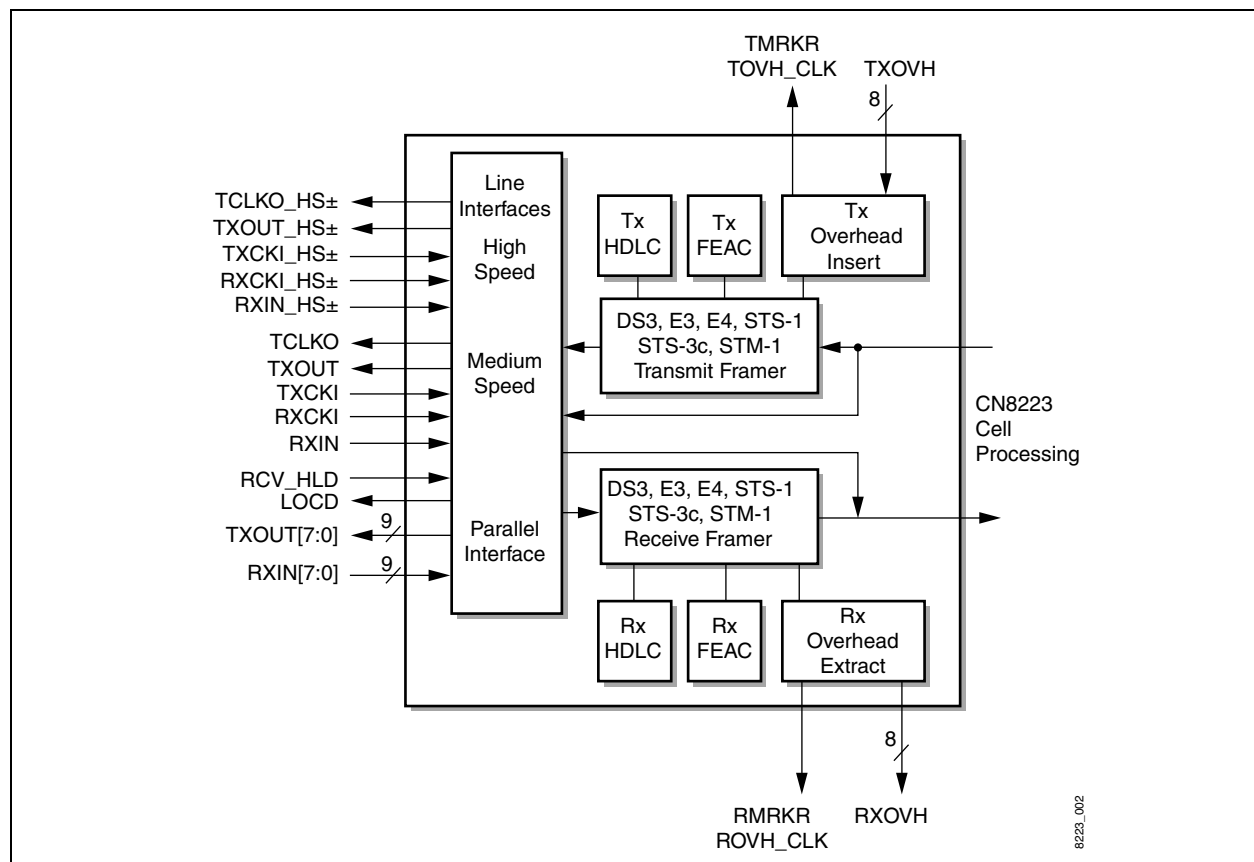 TMRKR
TOVH_CLK
TXOVH
8
TCLKO_HS±
TXOUT_HS±
TXCKI_HS±
RXCKI_HS±
RXIN_HS±
TCLKO
TXOUT
TXCKI
RXCKI
RXIN
RCV_HLD
LOCD
TXOUT[7:0]
9
RXIN[7:0]
9
Line
Interfaces
High
Speed
Medium
Speed
Parallel
Interface
Tx
HDLC
Tx
FEAC
Tx
Overhead
Insert
DS3, E3, E4, STS-1
STS-3c, STM-1
Transmit Framer
CN8223
Cell
Processing
DS3, E3, E4, STS-1
STS-3c, STM-1
Receive Framer
Rx
HDLC
Rx
FEAC
Rx
Overhead
Extract
8
RMRKR
ROVH_CLK
RXOVH
8223_002